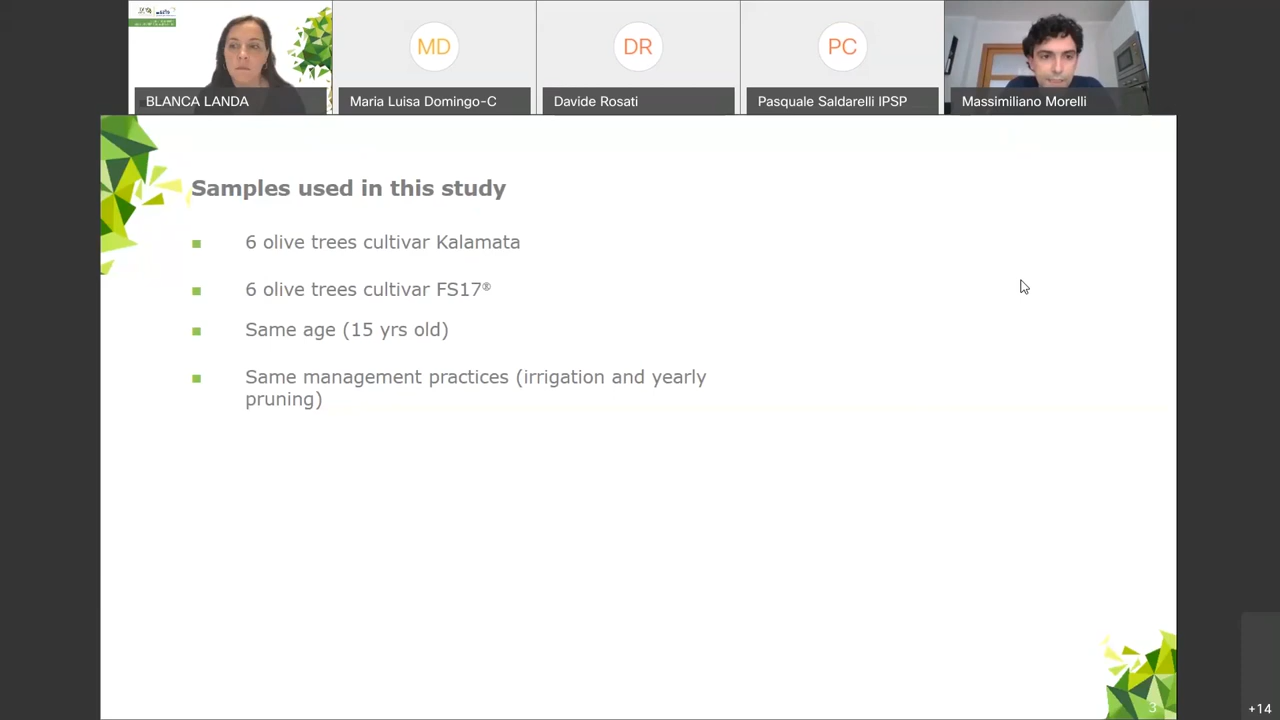 MD
DR
PC
BLANCA LANDA
Maria Luisa Domingo-C
Davide Rosati
Pasquale Saldarelli IPSP
Massimiliano Morelli
Samples used in this study
6 olive trees cultivar Kalamata
6 olive trees cultivar FS17®
Same age (15 yrs old)
Same management practices (irrigation and yearly
pruning)
3
+14